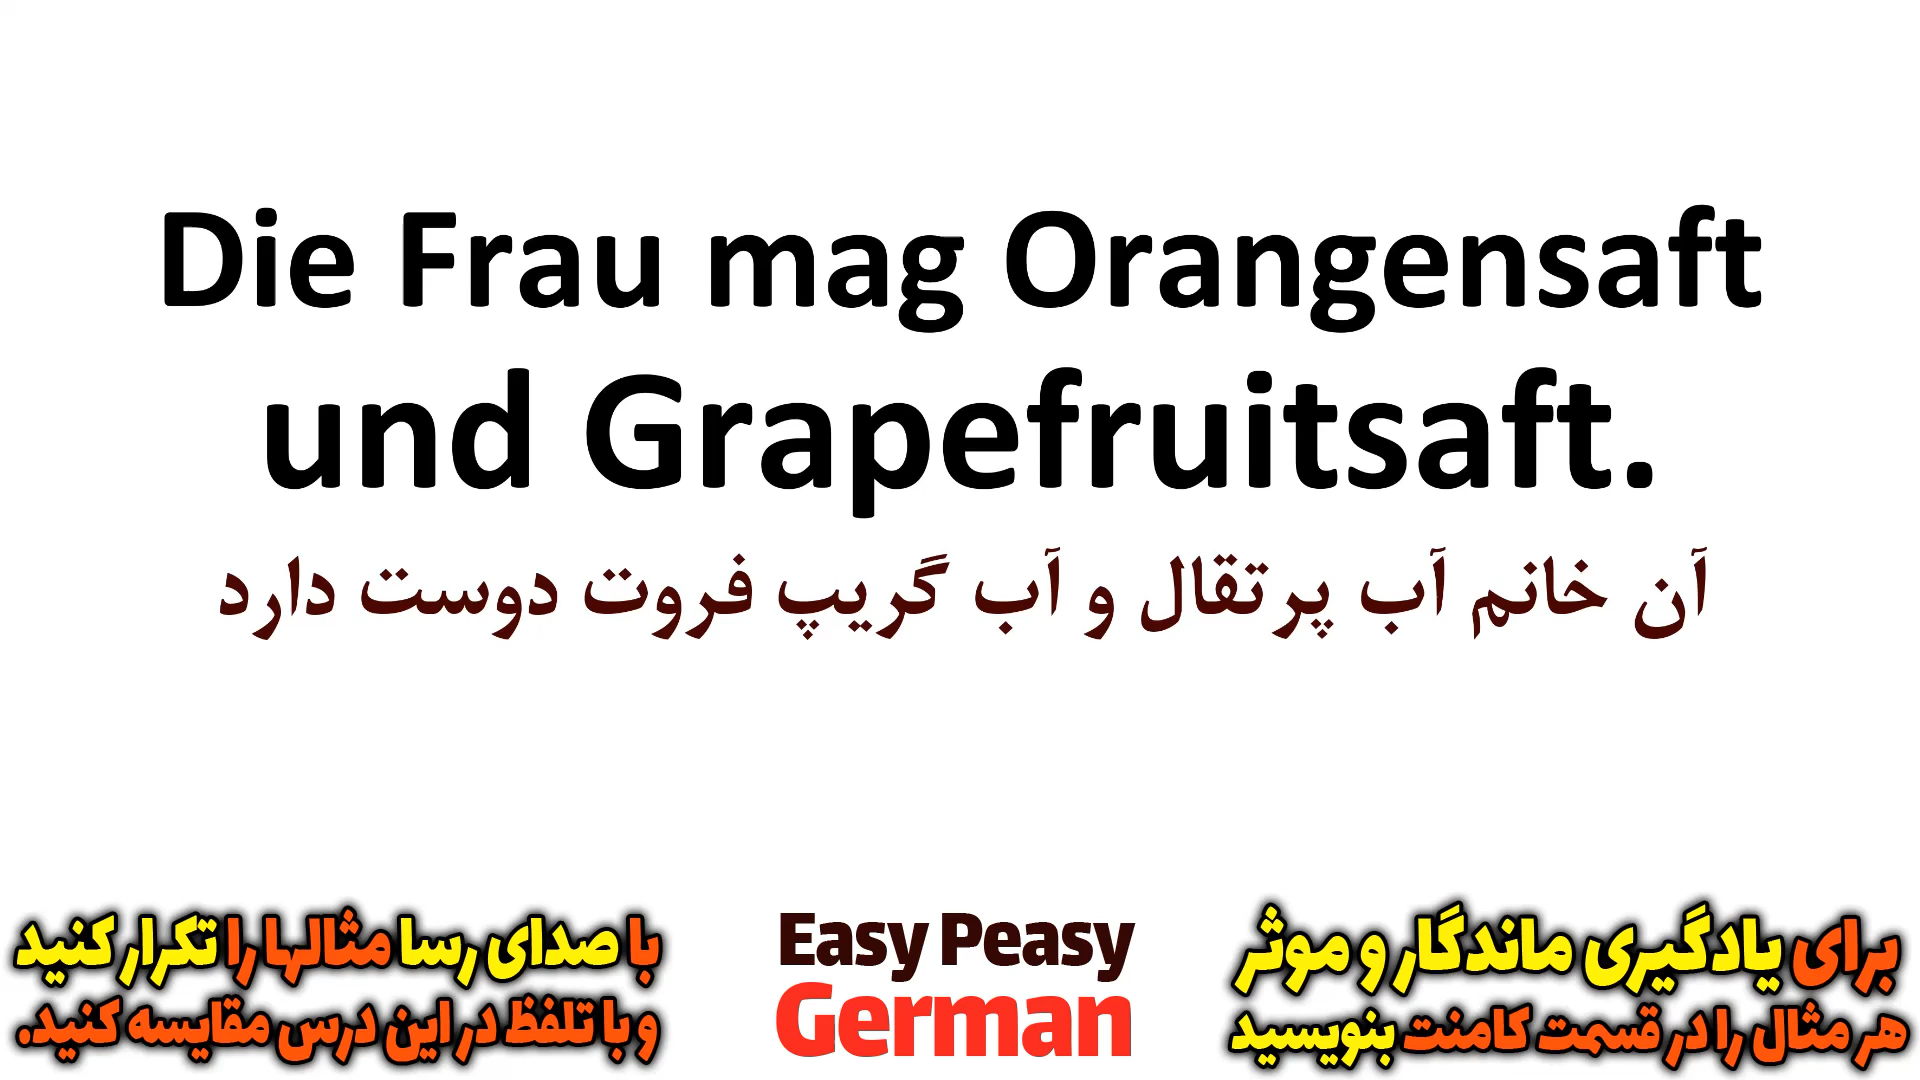 Die Frau mag Orangensaft
und Grapefruitsaft.
آن خانم آب پرتقال و آب گریپ فروت دوست دارد
برای یادگیری ماندگار و موثر
هر مثال را در قسمت کامنت بنویسید
Easy Peasy
German
با صدای رسا مثالها را تکرار کنید
و با تلفظ در این درس مقایسه کنید.